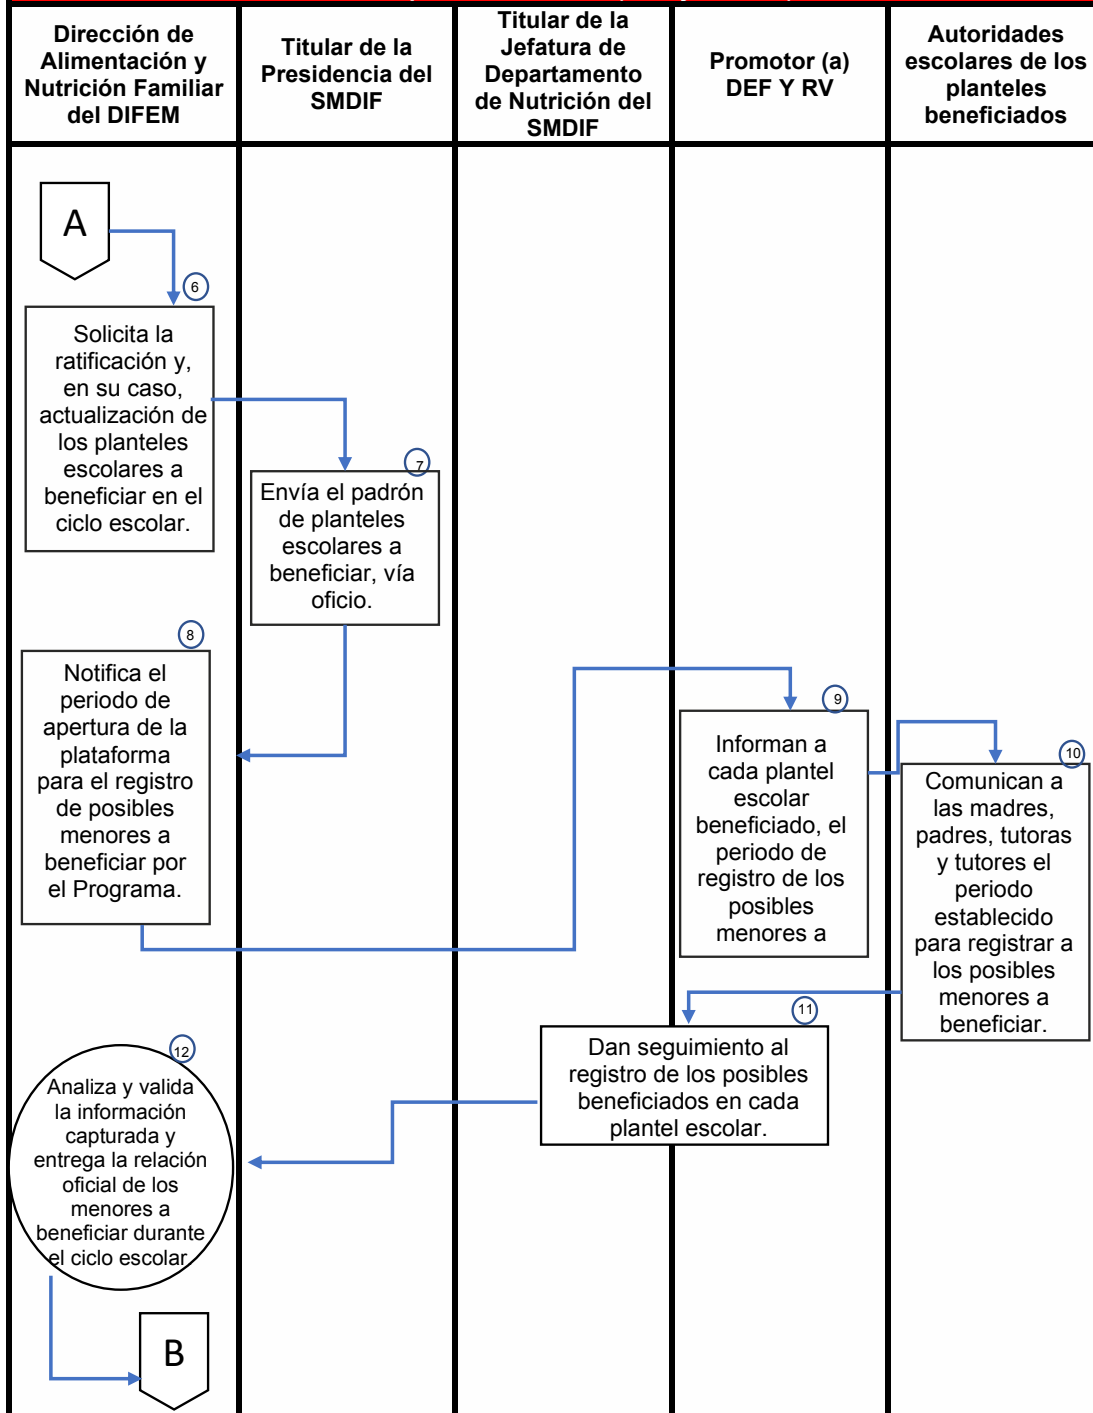 Dirección de
Alimentación y
Nutrición Familiar
del DIFEM
Titular de la
Presidencia del
SMDIF
Titular de la
Jefatura de
Departamento
de Nutrición del
SMDIF
Promotor (a)
DEF Y RV
Autoridades
escolares de los
planteles
beneficiados
A
6
Solicita la
ratificación y,
en su caso,
actualización de
los planteles
escolares a
beneficiar en el
ciclo escolar.
7
Envía el padrón
de planteles
escolares a
beneficiar, vía
oficio.
8
Notifica el
periodo de
apertura de la
plataforma
para el registro
de posibles
menores a
beneficiar por
el Programa.
9
Informan a
cada plantel
escolar
beneficiado, el
periodo de
registro de los
posibles
menores a
10
Comunican a
las madres,
padres, tutoras
y tutores el
periodo
establecido
para registrar a
los posibles
menores a
beneficiar.
11
Dan seguimiento al
registro de los posibles
beneficiados en cada
plantel escolar.
12
Analiza y valida
la información
capturada y
entrega la relación
oficial de los
menores a
beneficiar durante
el ciclo escolar
B